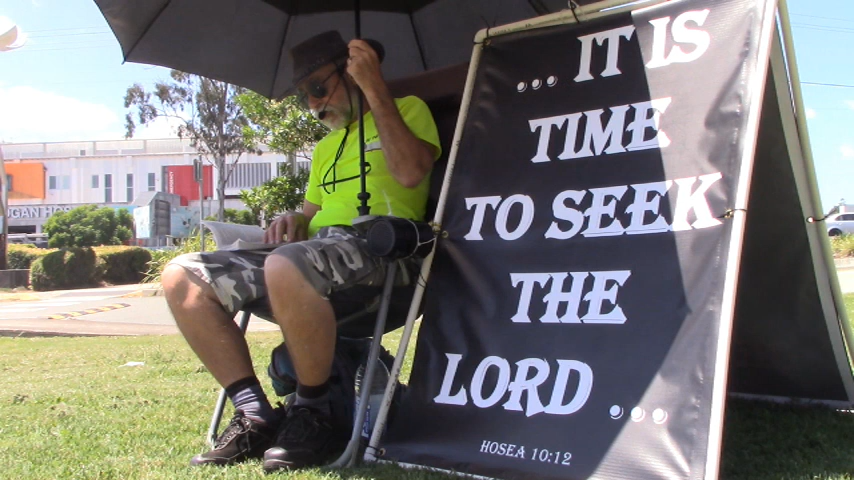 ... IT IS
TIME
TO SEEK
THE
LORD ...
HOSEA 10:12